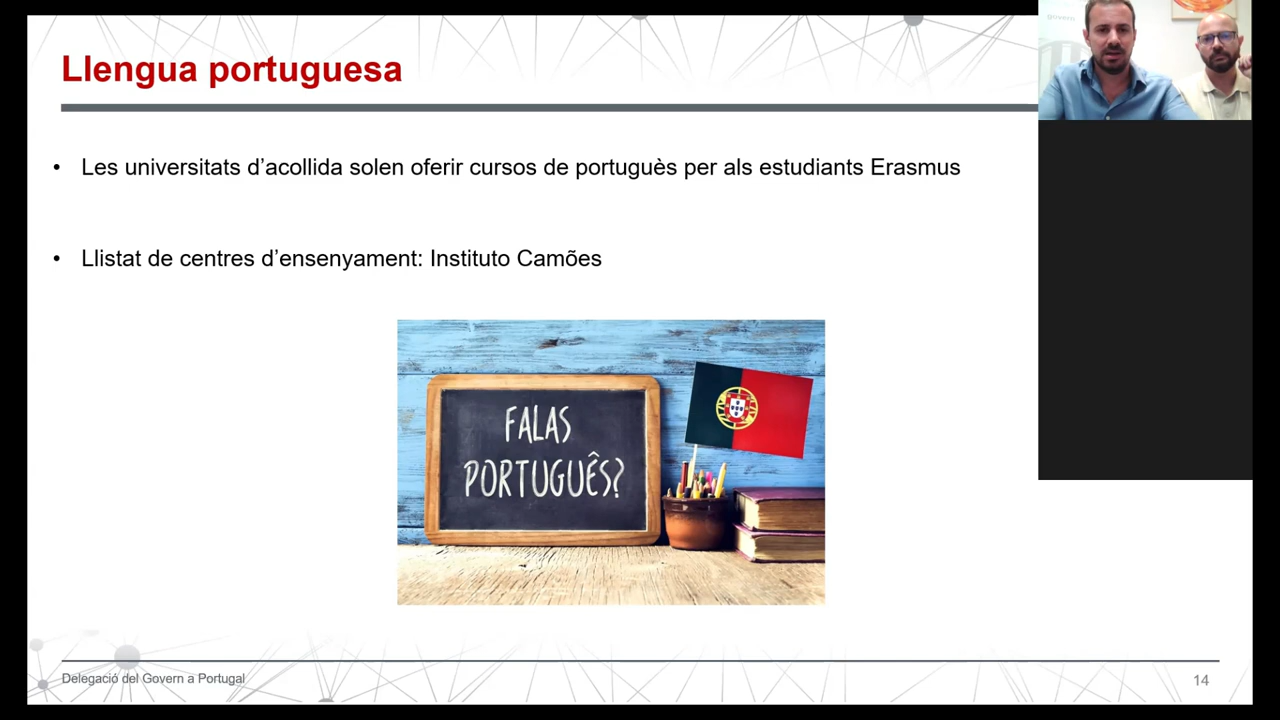 Llengua portuguesa
govern
• Les universitats d’acollida solen oferir cursos de portuguès per als estudiants Erasmus
• Llistat de centres d’ensenyament: Instituto Camões
FALAS
PORTUGUÊS?
Delegació del Govern a Portugal
14